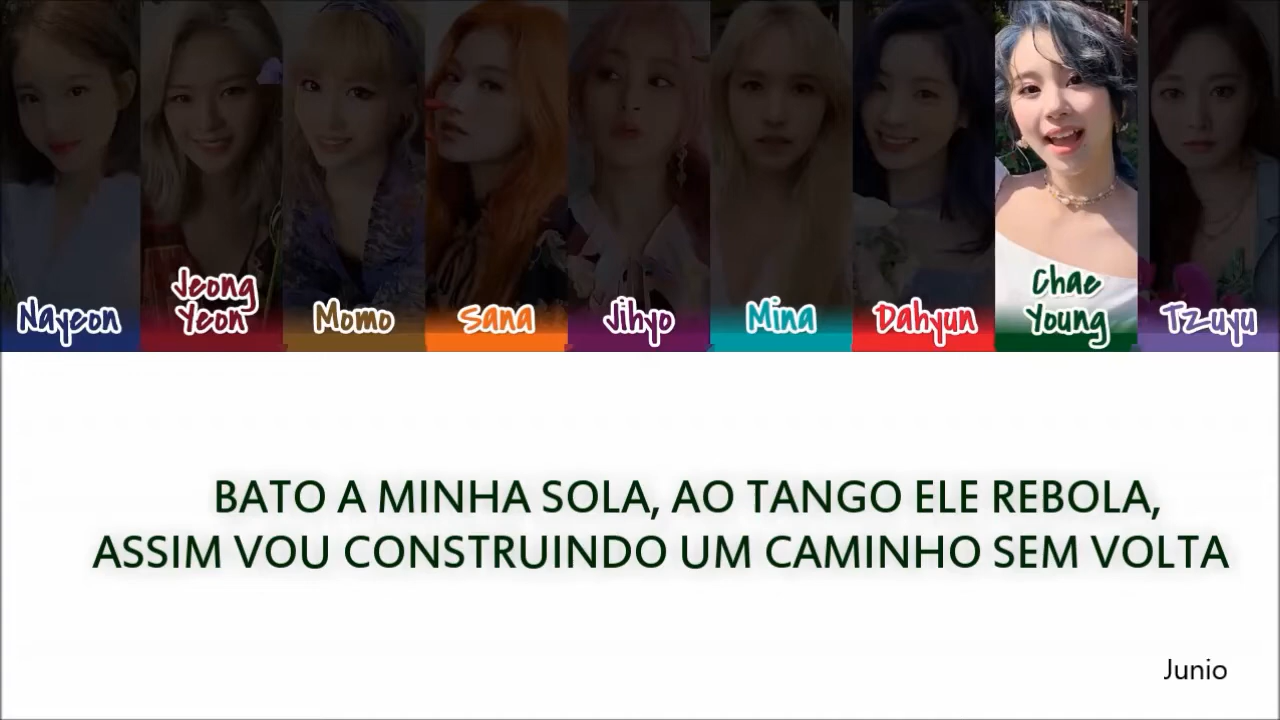 Nayeon
Jeong
Yeon
Momo
Sana
Jihyo
Mina
Dahyun
Chae
Young
Tzuyu
BATO A MINHA SOLA, AO TANGO ELE REBOLA,
ASSIM VOU CONSTRUINDO UM CAMINHO SEM VOLTA
Junio